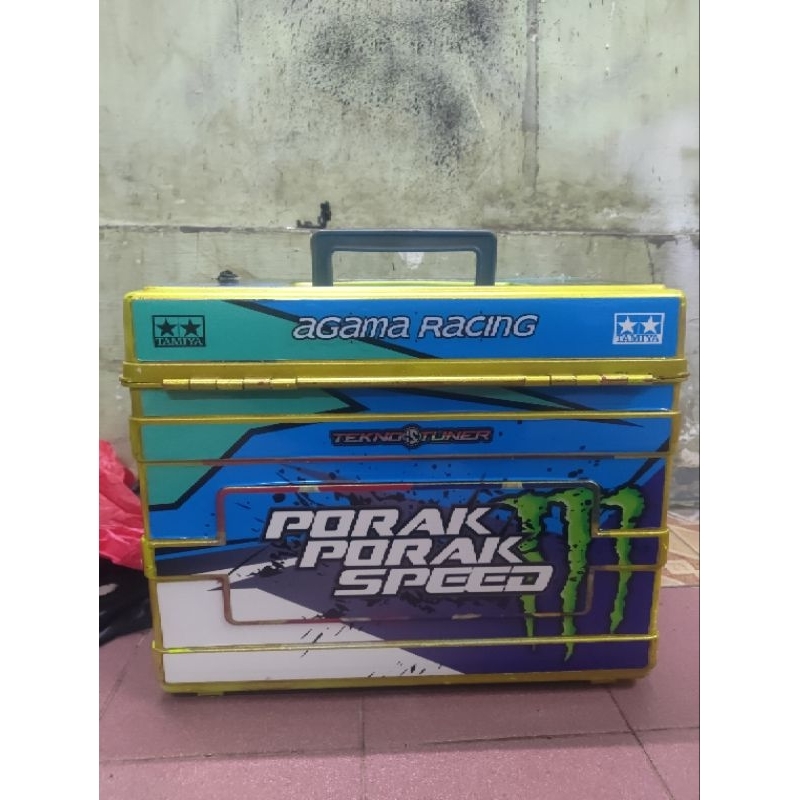 TAMIYA
agama Racing
TAMIYA
TEKNO TUNER
PORAK
PORAK
SPEED